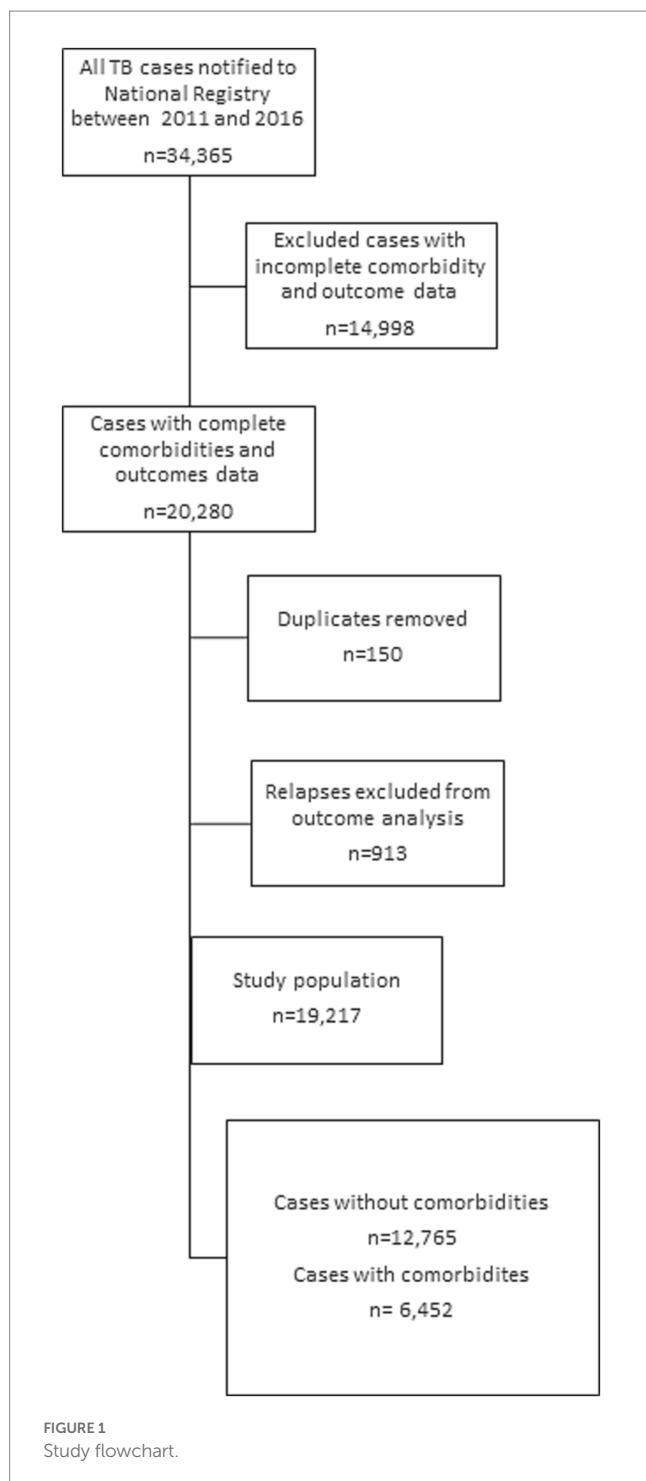 All TB cases notified to
National Registry
between 2011 and 2016
n=34,365
Excluded cases with
incomplete comorbidity
and outcome data
n=14,998
Cases with complete
comorbidities and
outcomes data
n=20,280
Duplicates removed
n=150
Relapses excluded from
outcome analysis
n=913
Study population
n=19,217
Cases without comorbidities
n=12,765
Cases with comorbidites
n= 6,452
FIGURE 1
Study flowchart.